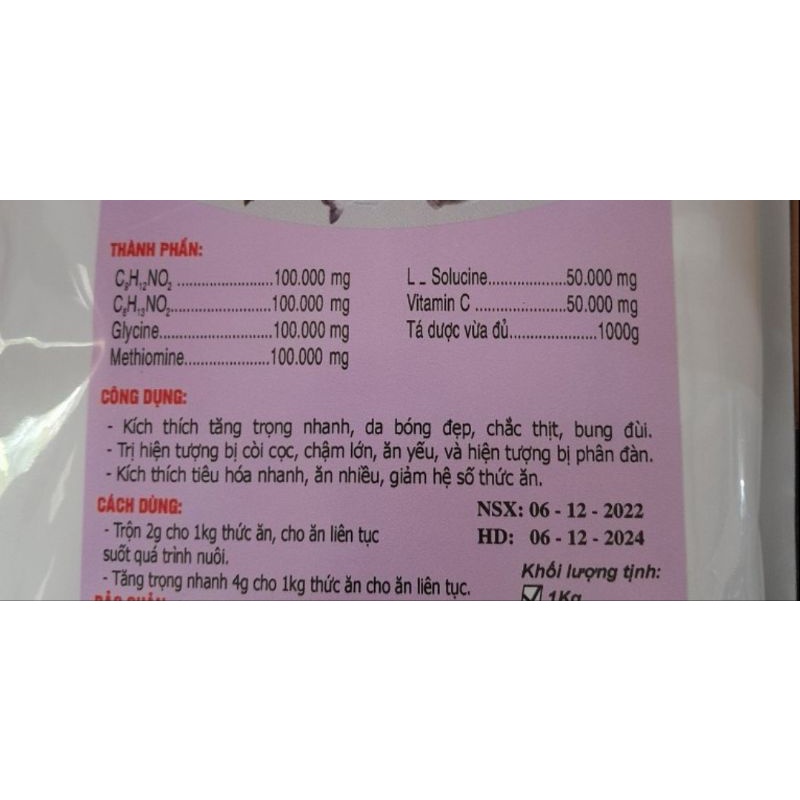 THÀNH PHẦN:
C₉H₁₂NO₂ ........................100.000 mg
C₆H₁₃NO₂.........................100.000 mg
Glycine............................100.000 mg
Methiomine.....................100.000 mg
L _ Solucine...................50.000 mg
Vitamin C ......................50.000 mg
Tá dược vừa đủ.....................1000g
CÔNG DỤNG:
- Kích thích tăng trọng nhanh, da bóng đẹp, chắc thịt, bung đùi.
- Trị hiện tượng bị còi cọc, chậm lớn, ăn yếu, và hiện tượng bị phân đàn.
- Kích thích tiêu hóa nhanh, ăn nhiều, giảm hệ số thức ăn.
CÁCH DÙNG:
- Trộn 2g cho 1kg thức ăn, cho ăn liên tục
suốt quá trình nuôi.
- Tăng trọng nhanh 4g cho 1kg thức ăn cho ăn liên tục.
NSX: 06 - 12 - 2022
HD: 06 - 12 - 2024
Khối lượng tịnh:
1Kg
BẢO QUẢN